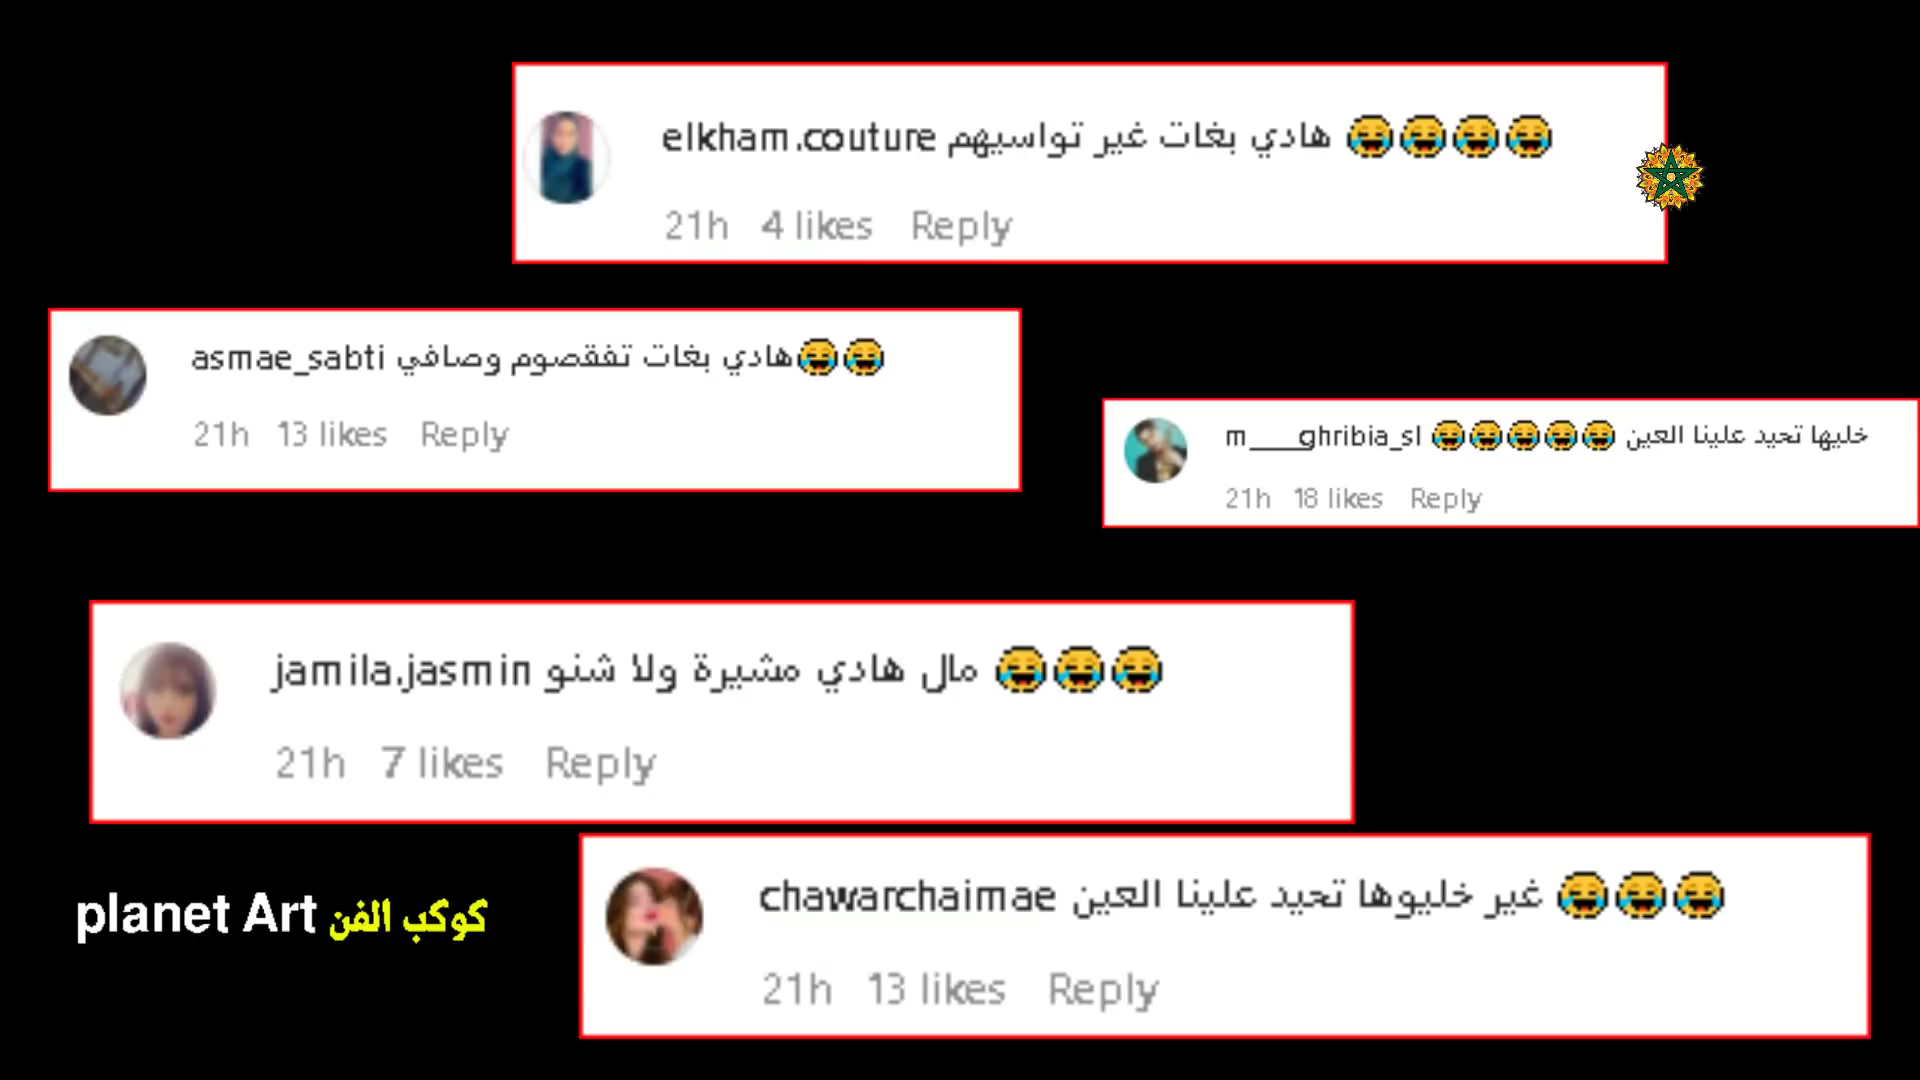 elkham.couture هادي بغات غير تواسيهم 😂😂😂😂
21h 4 likes Reply
asmae_sabti هادي بغات تفقصوم وصافي😂😂
21h 13 likes Reply
m____ghribia_sl 😂😂😂😂😂 خليها تحيد علينا العين
21h 18 likes Reply
jamila.jasmin مال هادي مشيرة ولا شنو 😂😂😂
21h 7 likes Reply
chawarchaimae غير خليوها تحيد علينا العين 😂😂😂
21h 13 likes Reply
planet Art كوكب الفن